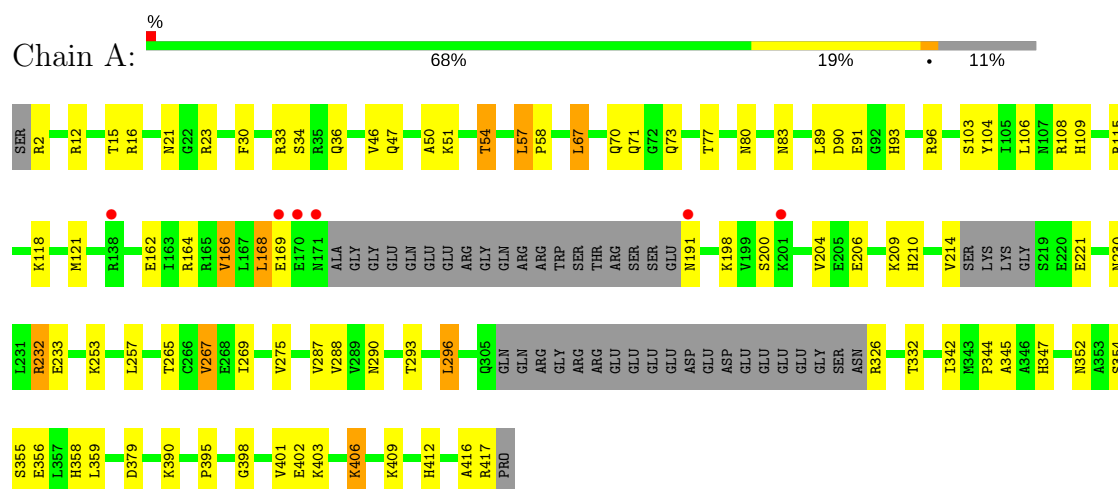 %
Chain A:
68% 19% • 11%
SER R2 R12 T15 R16 N21 G22 R23 F30 R33 S34 R35 Q36 V46 Q47 A50 K51 T54 L57 P58 L67 Q70 Q71 G72 Q73 T77 N80 N83 L89 D90 E91 G92 H93 R96 S103 Y104 I105 L106 N107 R108 H109
K118 M121 R138 E162 I163 R164 R165 V166 L167 L168 E169 E170 N171 ALA GLY GLY GLU GLN GLU GLU ARG GLY GLN ARG ARG TRP SER THR ARG SER SER GLU N191 K198 V199 S200 K201 V204 E205 E206 K209 H210 V214 SER LYS LYS GLY S219 E220 E221
L231 R232 E233 K253 L257 T265 C266 V267 E268 I269 V275 V287 V288 V289 N290 T293 L296 Q305 GLN GLN ARG GLY ARG ARG GLU GLU GLU GLU ASP GLU ASP GLU GLU GLU GLU GLY SER ASN R326 T332 I342 M343 P344 A345 A346 H347 N352 A353 S354
S355 E356 L357 H358 L359 D379 K390 P395 G398 V401 E402 K403 K406 K409 H412 A416 R417 PRO